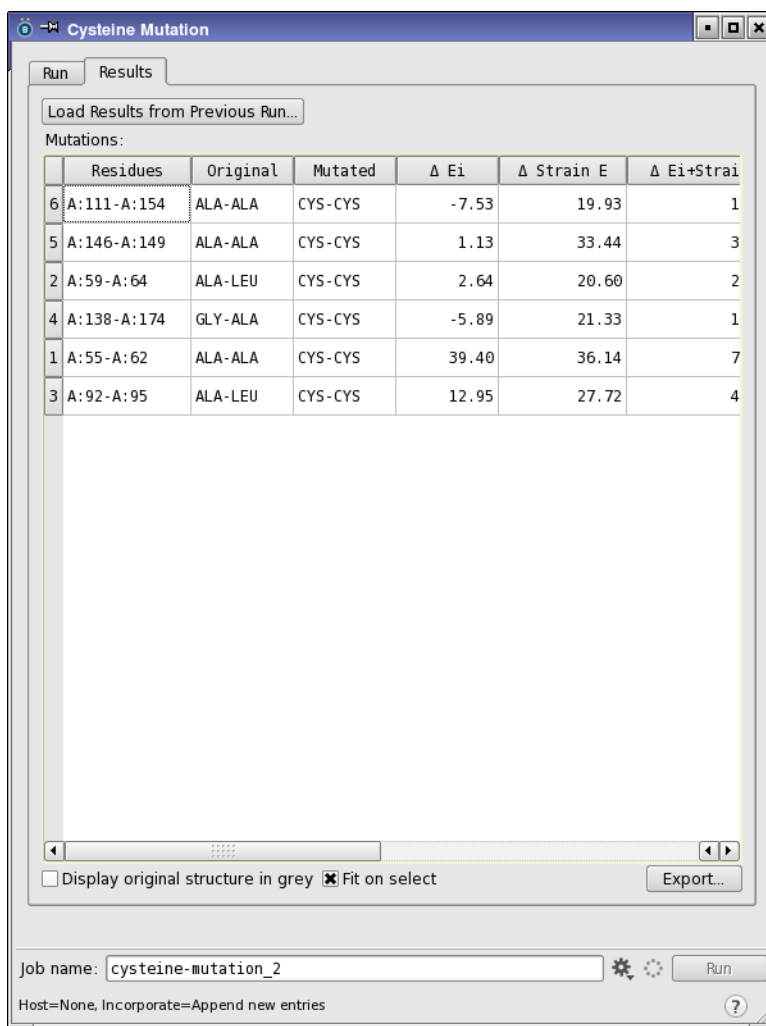 Cysteine Mutation
Run Results
Load Results from Previous Run...
Mutations:
Residues Original Mutated Δ Ei Δ Strain E Δ Ei+Strai
6 A:111-A:154 ALA-ALA CYS-CYS -7.53 19.93 1
5 A:146-A:149 ALA-ALA CYS-CYS 1.13 33.44 3
2 A:59-A:64 ALA-LEU CYS-CYS 2.64 20.60 2
4 A:138-A:174 GLY-ALA CYS-CYS -5.89 21.33 1
1 A:55-A:62 ALA-ALA CYS-CYS 39.40 36.14 7
3 A:92-A:95 ALA-LEU CYS-CYS 12.95 27.72 4
Display original structure in grey Fit on select Export...
Job name: cysteine-mutation_2 Run
Host=None, Incorporate=Append new entries ?